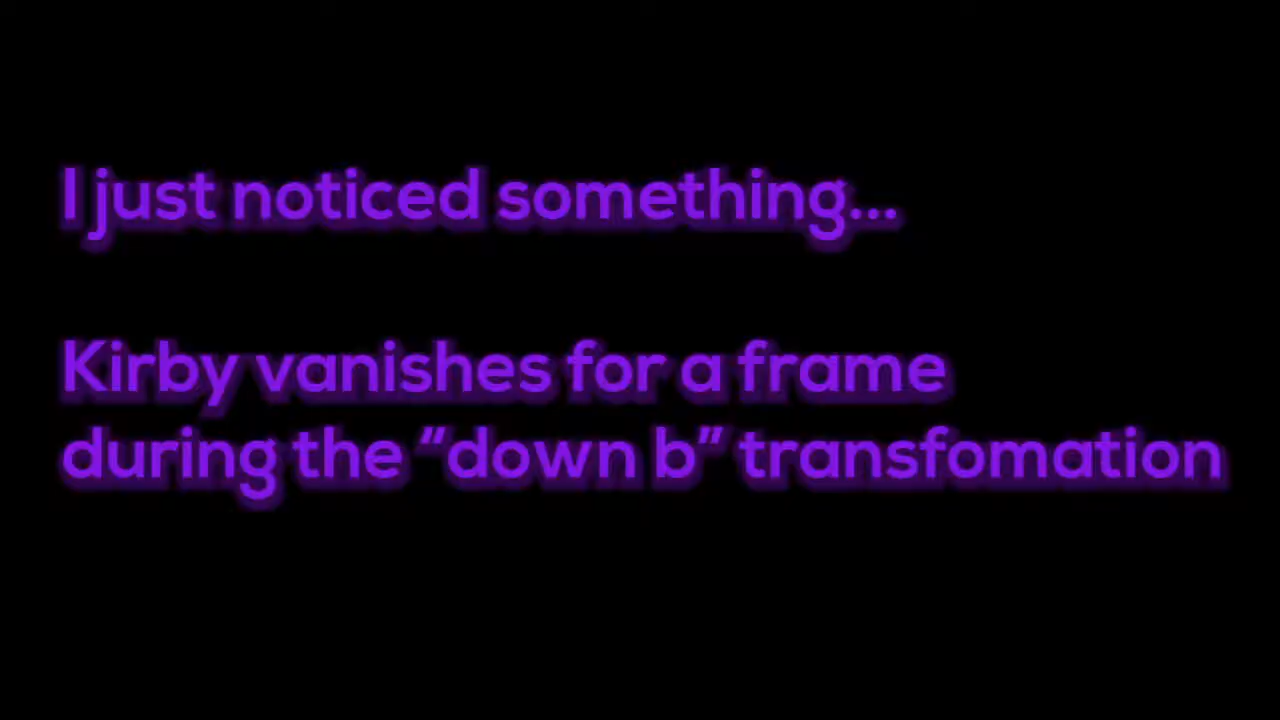 I just noticed something...
Kirby vanishes for a frame
during the “down b” transfomation